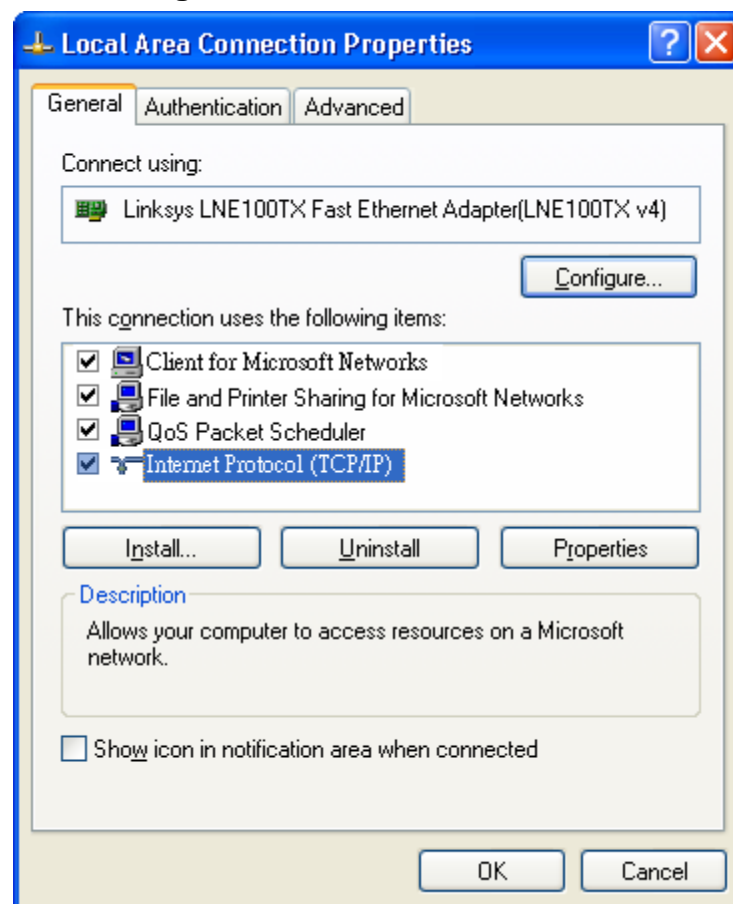 Local Area Connection Properties
General Authentication Advanced
Connect using:
Linksys LNE100TX Fast Ethernet Adapter(LNE100TX v4)
Configure...
This connection uses the following items:
Client for Microsoft Networks
File and Printer Sharing for Microsoft Networks
QoS Packet Scheduler
Internet Protocol (TCP/IP)
Install... Uninstall Properties
Description
Allows your computer to access resources on a Microsoft
network.
Show icon in notification area when connected
OK Cancel